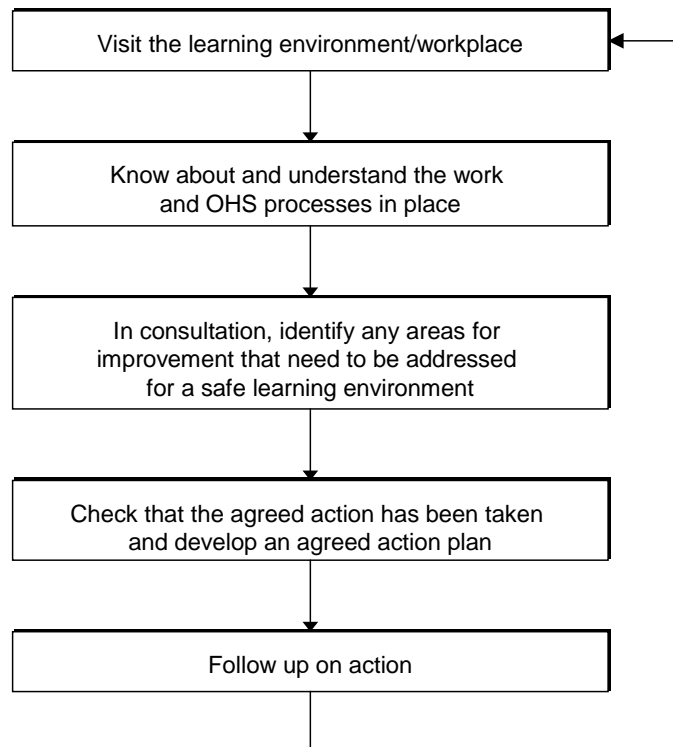 Visit the learning environment/workplace
Know about and understand the work
and OHS processes in place
In consultation, identify any areas for
improvement that need to be addressed
for a safe learning environment
Check that the agreed action has been taken
and develop an agreed action plan
Follow up on action